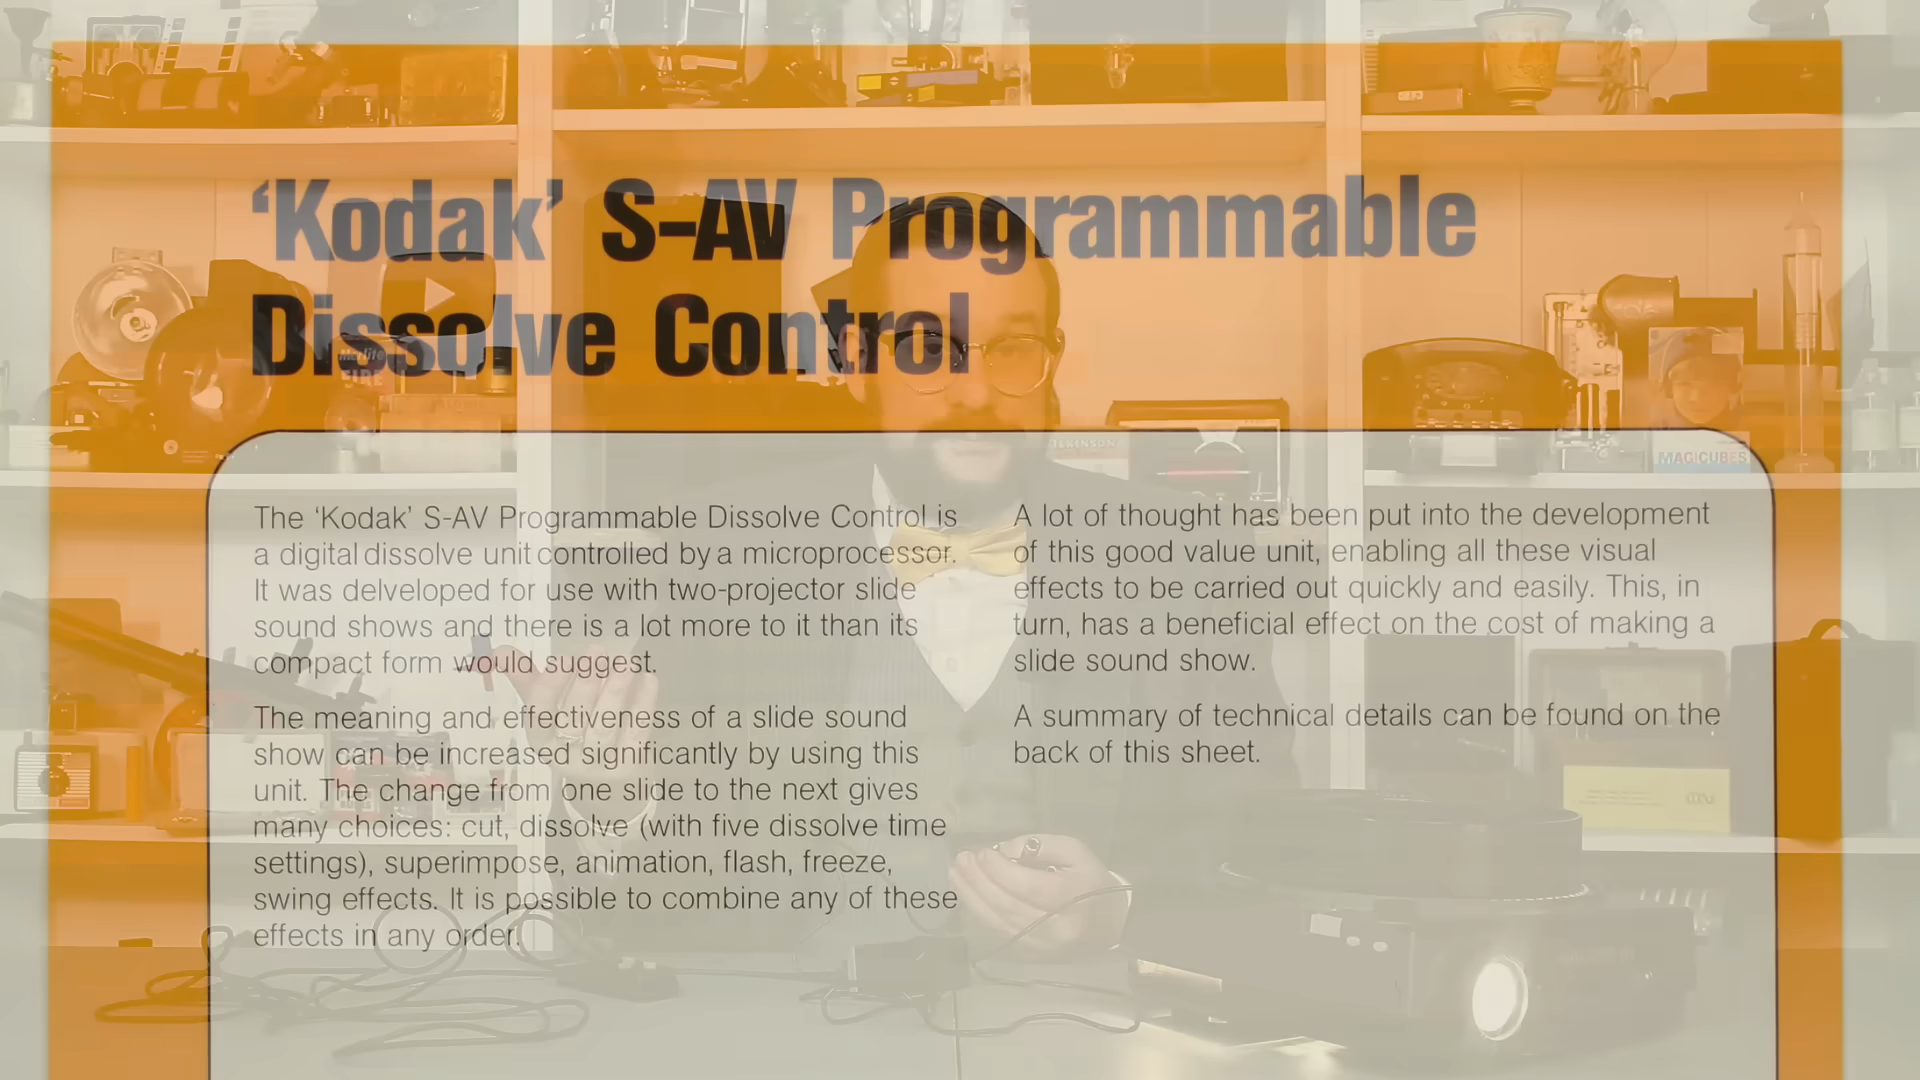 ‘Kodak’ S-AV Programmable
Dissolve Control
The ‘Kodak’ S-AV Programmable Dissolve Control is
a digital dissolve unit controlled by a microprocessor.
It was delveloped for use with two-projector slide
sound shows and there is a lot more to it than its
compact form would suggest.
The meaning and effectiveness of a slide sound
show can be increased significantly by using this
unit. The change from one slide to the next gives
many choices: cut, dissolve (with five dissolve time
settings), superimpose, animation, flash, freeze,
swing effects. It is possible to combine any of these
effects in any order.
A lot of thought has been put into the development
of this good value unit, enabling all these visual
effects to be carried out quickly and easily. This, in
turn, has a beneficial effect on the cost of making a
slide sound show.
A summary of technical details can be found on the
back of this sheet.
Merlite
FIRE
MAGICUBES